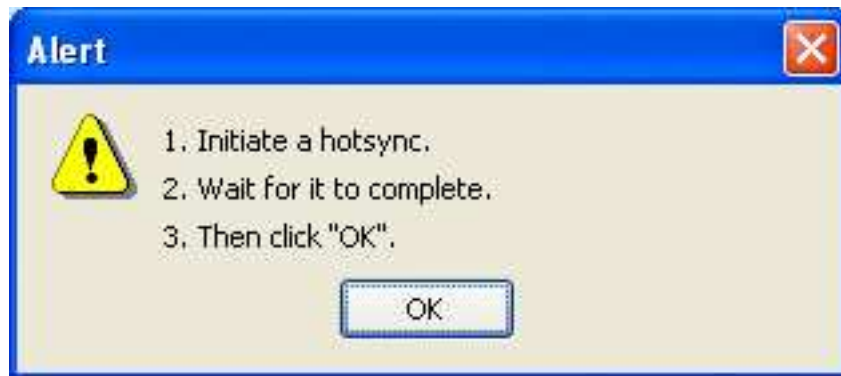 Alert
1. Initiate a hotsync.
2. Wait for it to complete.
3. Then click "OK".
OK